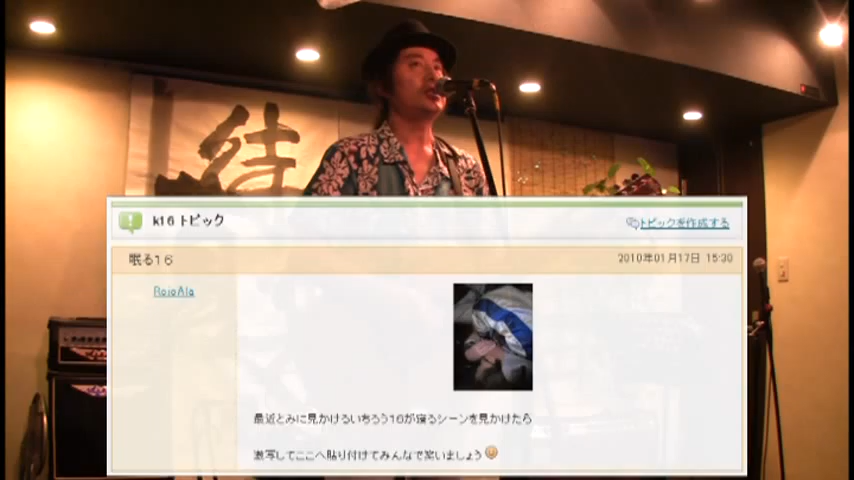 結
k16 トピック
トピックを作成する
眠る16
2010年01月17日 15:30
RojoAla
最近とみに見かけるいちろう16が寝るシーンを見かけたら
激写してここへ貼り付けてみんなで笑いましょう